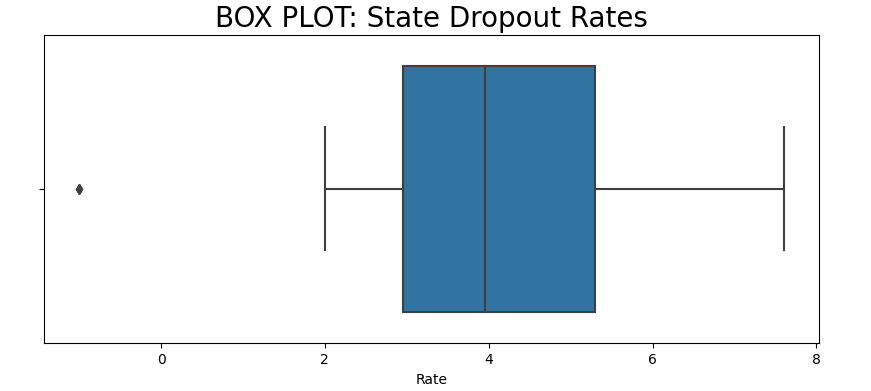 BOX PLOT: State Dropout Rates
0 2 4 6 8
Rate